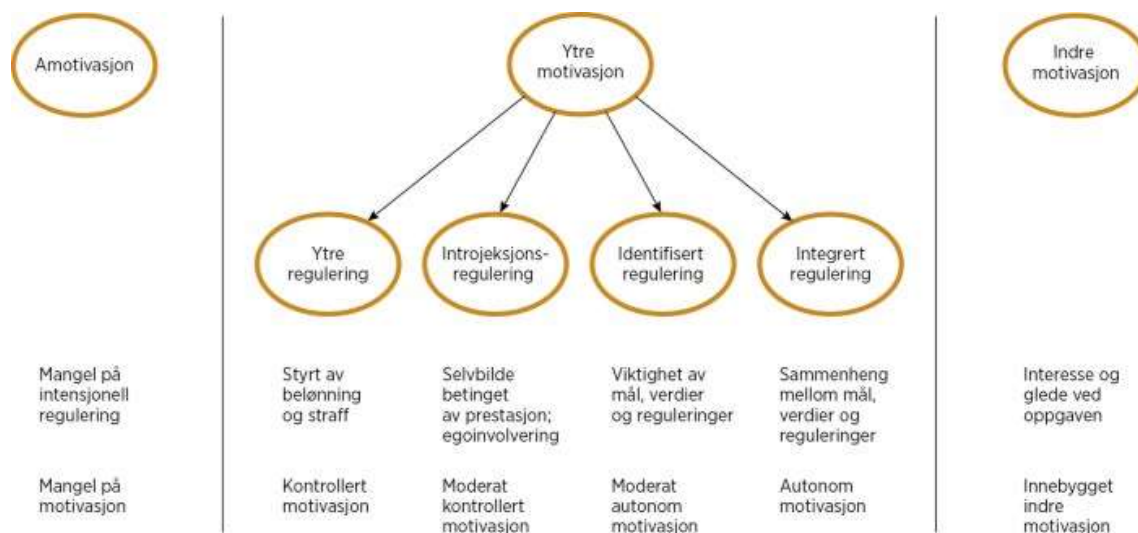 Amotivasjon
Ytre
motivasjon
Indre
motivasjon
Ytre
regulering
Introjeksjons-
regulering
Identifisert
regulering
Integrert
regulering
Mangel på
intensjonell
regulering
Styrt av
belønning
og straff
Selvbilde
betinget
av prestasjon;
egoinvolvering
Viktighet av
mål, verdier
og reguleringer
Sammenheng
mellom mål,
verdier og
reguleringer
Interesse og
glede ved
oppgaven
Mangel på
motivasjon
Kontrollert
motivasjon
Moderat
kontrollert
motivasjon
Moderat
autonom
motivasjon
Autonom
motivasjon
Innebygget
indre
motivasjon